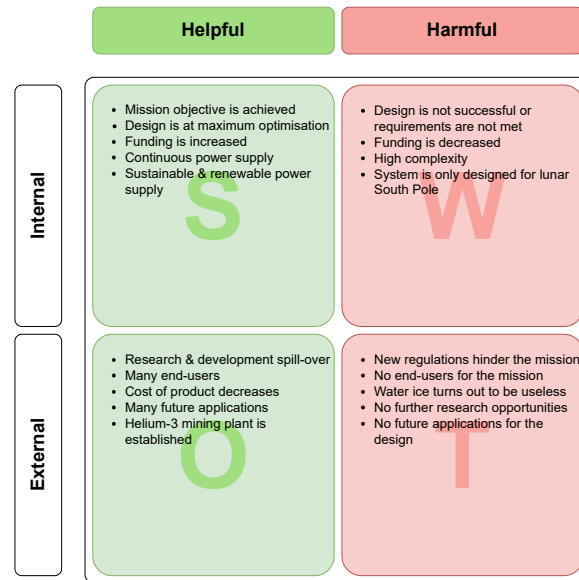 Helpful
Harmful
Internal
• Mission objective is achieved
• Design is at maximum optimisation
• Funding is increased
• Continuous power supply
• Sustainable & renewable power
supply
S
• Design is not successful or
requirements are not met
• Funding is decreased
• High complexity
• System is only designed for lunar
South Pole
W
External
• Research & development spill-over
• Many end-users
• Cost of product decreases
• Many future applications
• Helium-3 mining plant is
established
O
• New regulations hinder the mission
• No end-users for the mission
• Water ice turns out to be useless
• No further research opportunities
• No future applications for the
design
T